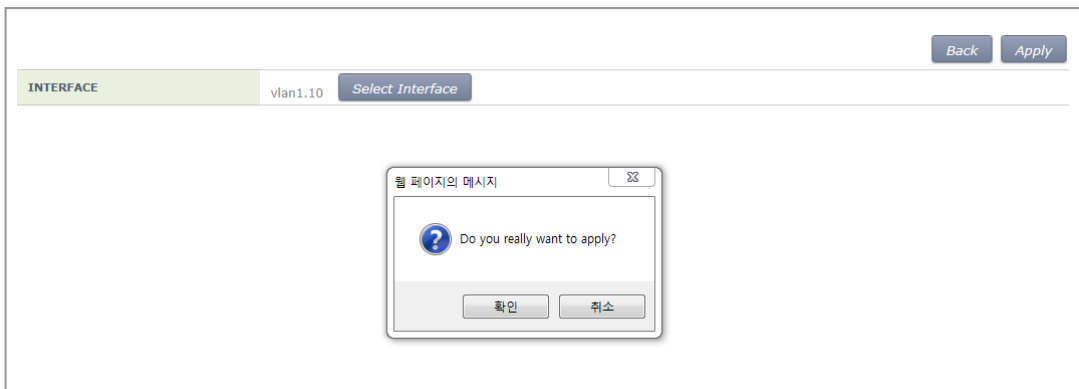 Back Apply
INTERFACE vlan1.10 Select Interface
웹 페이지의 메시지
Do you really want to apply?
확인 취소